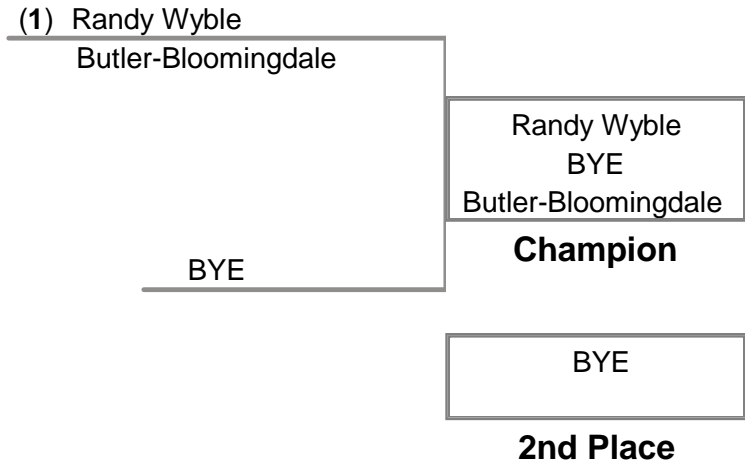 (1) Randy Wyble
Butler-Bloomingdale
Randy Wyble
BYE
Butler-Bloomingdale
Champion
BYE
BYE
2nd Place